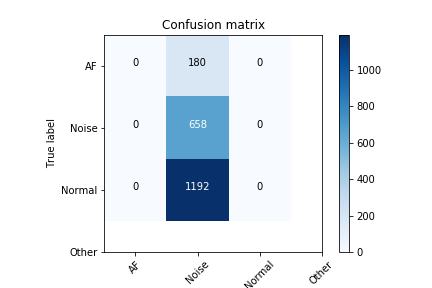 Confusion matrix
AF 0 180 0
Noise 0 658 0
Normal 0 1192 0
Other
True label
AF Noise Normal Other
1000
800
600
400
200
0